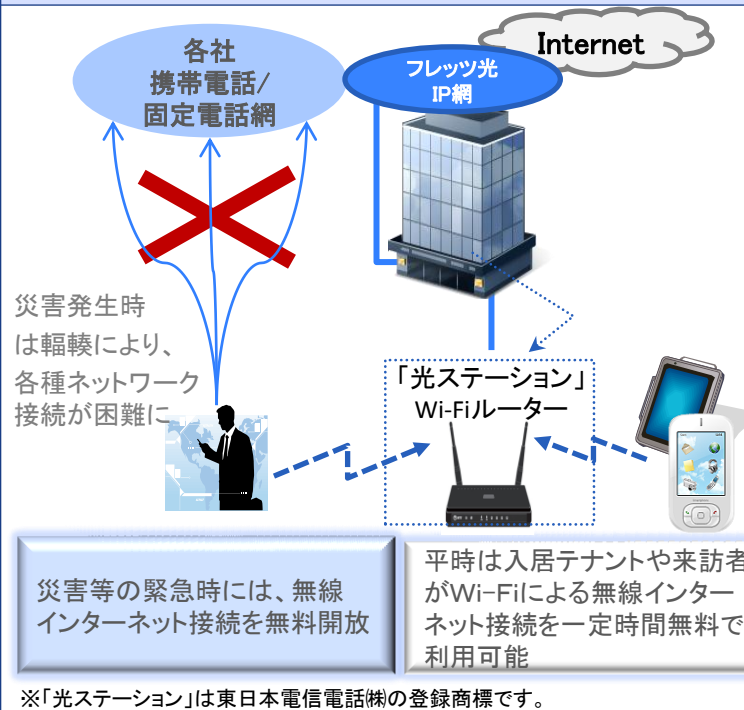 Internet
各社
携帯電話/
固定電話網
フレッツ光
IP網
災害発生時
は輻輳により、
各種ネットワーク
接続が困難に
「光ステーション」
Wi-Fiルーター
災害等の緊急時には、無線
インターネット接続を無料開放
平時は入居テナントや来訪者
がWi-Fiによる無線インター
ネット接続を一定時間無料で
利用可能
※「光ステーション」は東日本電信電話㈱の登録商標です。